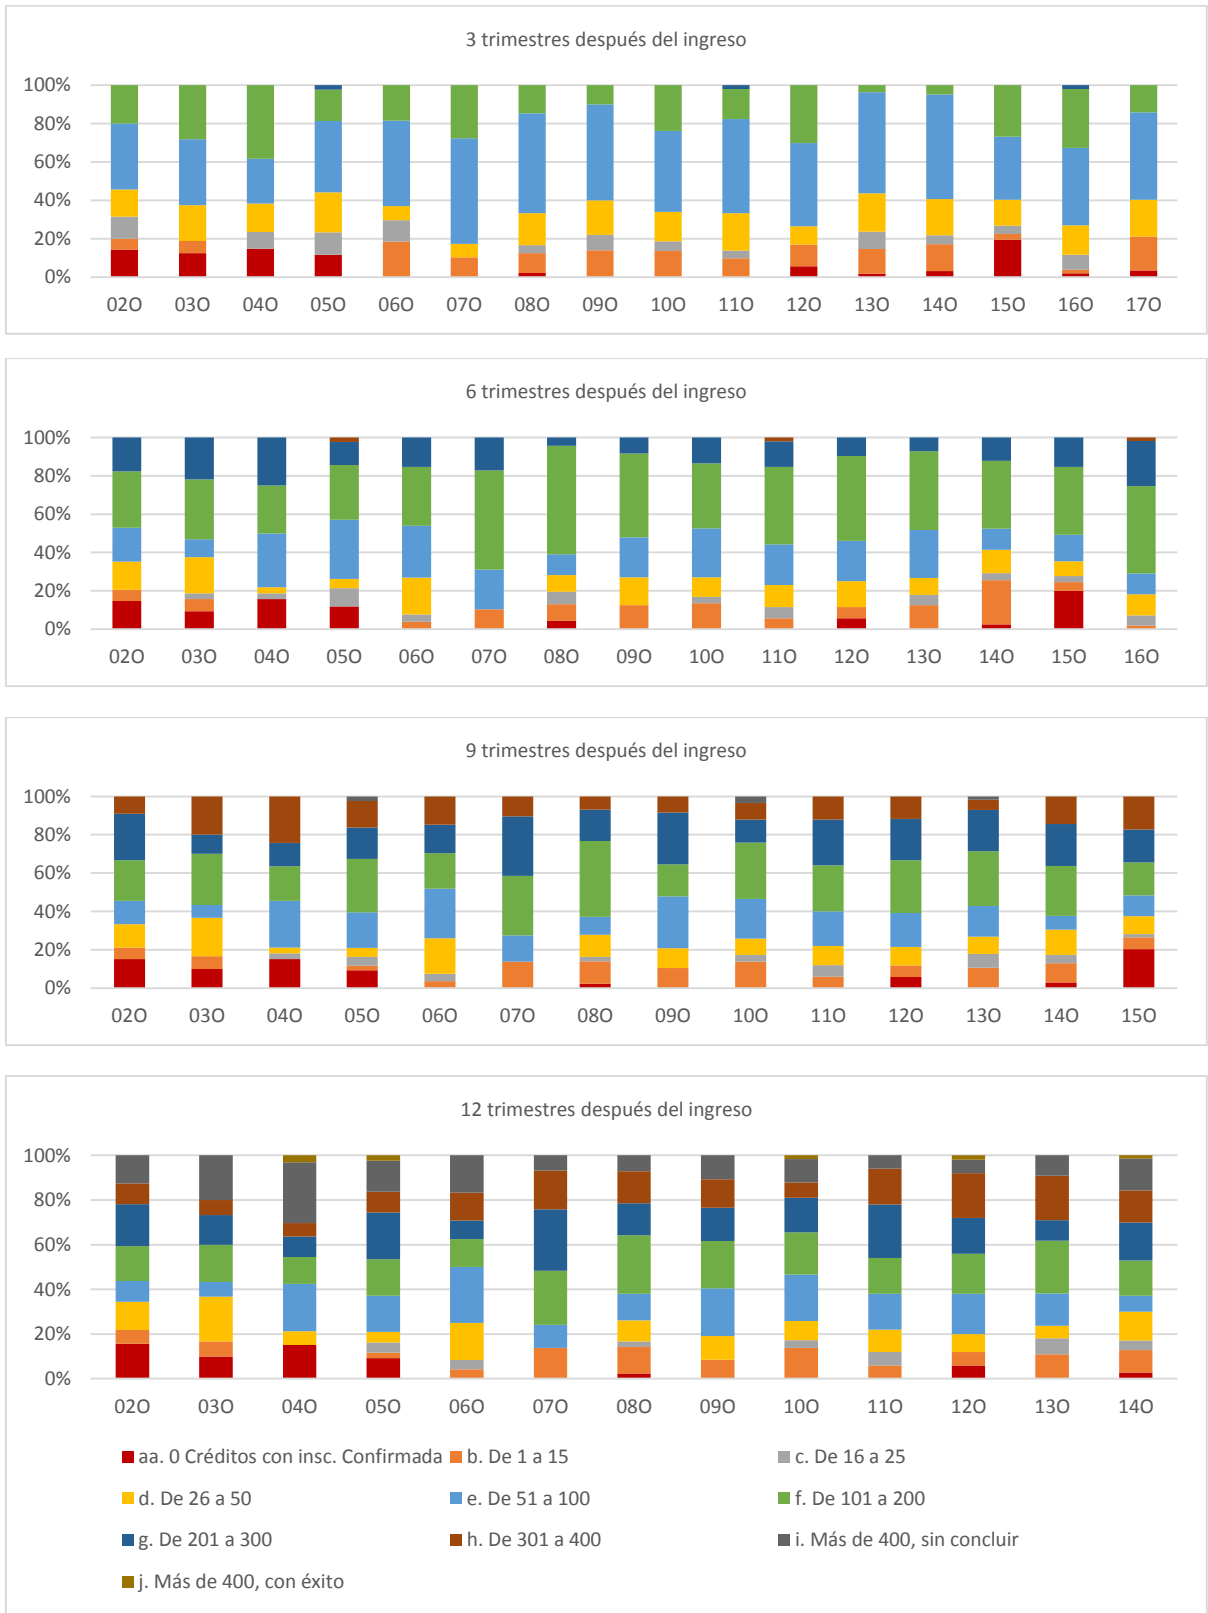 3 trimestres después del ingreso
100%
80%
60%
40%
20%
0%
02O 03O 04O 05O 06O 07O 08O 09O 10O 11O 12O 13O 14O 15O 16O 17O
6 trimestres después del ingreso
100%
80%
60%
40%
20%
0%
02O 03O 04O 05O 06O 07O 08O 09O 10O 11O 12O 13O 14O 15O 16O
9 trimestres después del ingreso
100%
80%
60%
40%
20%
0%
02O 03O 04O 05O 06O 07O 08O 09O 10O 11O 12O 13O 14O 15O
12 trimestres después del ingreso
100%
80%
60%
40%
20%
0%
02O 03O 04O 05O 06O 07O 08O 09O 10O 11O 12O 13O 14O
aa. 0 Créditos con insc. Confirmada b. De 1 a 15 c. De 16 a 25
d. De 26 a 50 e. De 51 a 100 f. De 101 a 200
g. De 201 a 300 h. De 301 a 400 i. Más de 400, sin concluir
j. Más de 400, con éxito